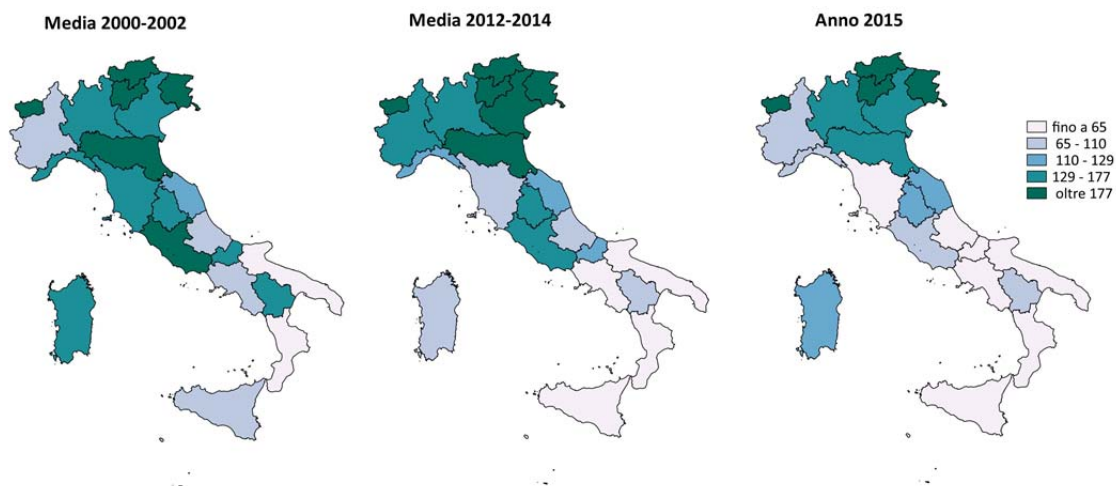 Media 2000-2002
Media 2012-2014
Anno 2015
fino a 65
65 - 110
110 - 129
129 - 177
oltre 177